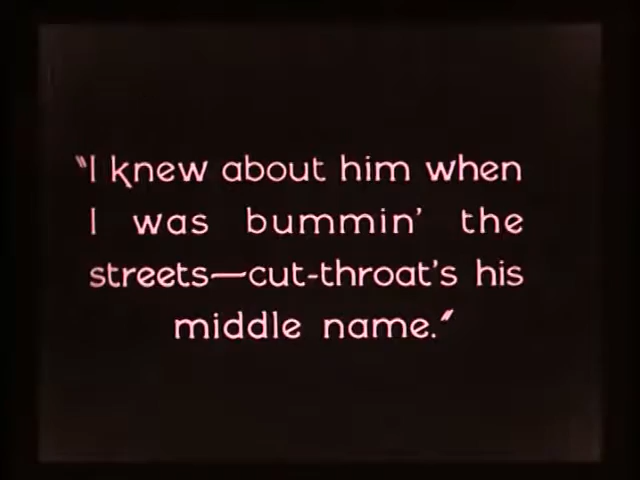 "I knew about him when
I was bummin' the
streets—cut-throat's his
middle name."